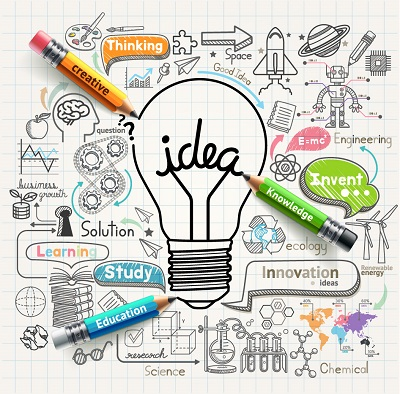 Thinking
creative
Space
Good idea
question
??
idea
E=mc²
Engineering
Invent
business
growth
Knowledge
Solution
ecology
Learning
Study
Innovation
ideas
Renewable
energy
Education
research
Science
Chemical